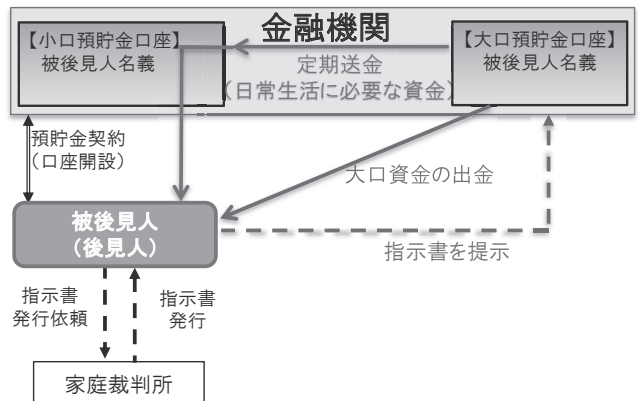 金融機関
【小口預貯金口座】
被後見人名義
【大口預貯金口座】
被後見人名義
定期送金
(日常生活に必要な資金)
預貯金契約
(口座開設)
大口資金の出金
被後見人
(後見人)
指示書を提示
指示書
発行依頼
指示書
発行
家庭裁判所